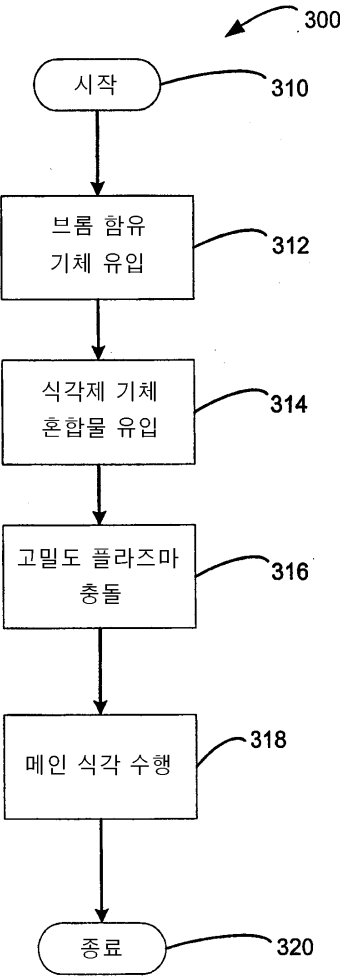 300
시작
310
브롬 함유
기체 유입
312
식각제 기체
혼합물 유입
314
고밀도 플라즈마
충돌
316
메인 식각 수행
318
종료
320